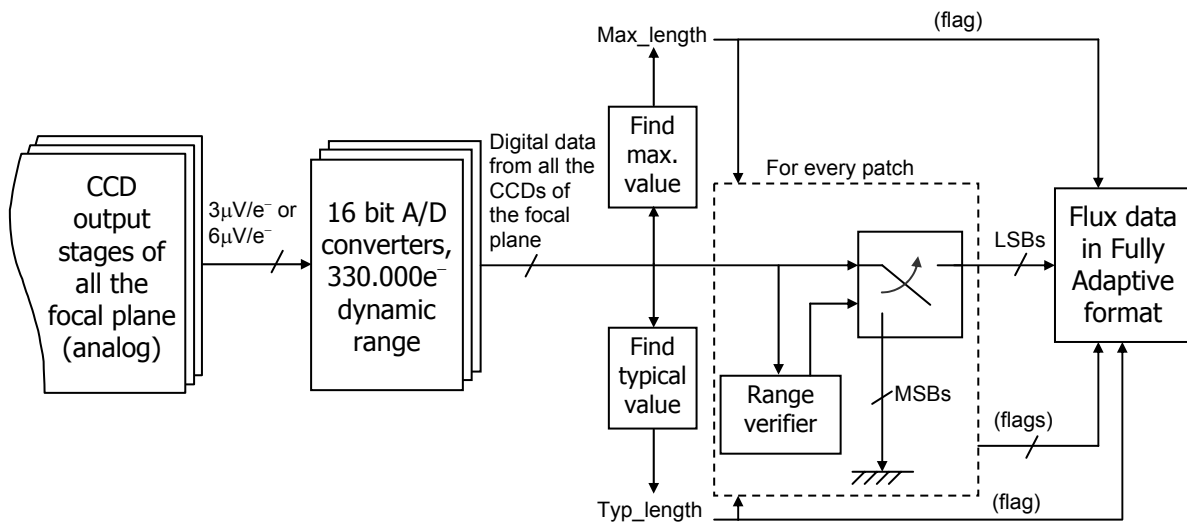 Max_length
(flag)
CCD
output
stages of
all the
focal plane
(analog)
3μV/e⁻ or
6μV/e⁻
16 bit A/D
converters,
330.000e⁻
dynamic
range
Digital data
from all the
CCDs of
the focal
plane
Find
max.
value
Find
typical
value
For every patch
Range
verifier
MSBs
LSBs
Flux data
in Fully
Adaptive
format
(flags)
Typ_length
(flag)